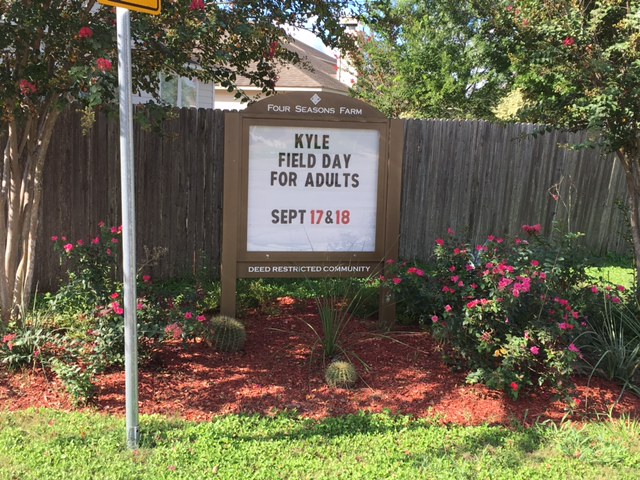 FOUR SEASONS FARM
KYLE
FIELD DAY
FOR ADULTS
SEPT 17&18
DEED RESTRICTED COMMUNITY